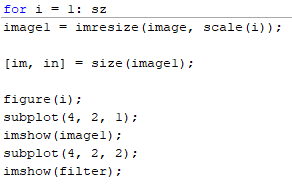 for i = 1: sz
image1 = imresize(image, scale(i));
[im, in] = size(image1);
figure(i);
subplot(4, 2, 1);
imshow(image1);
subplot(4, 2, 2);
imshow(filter);